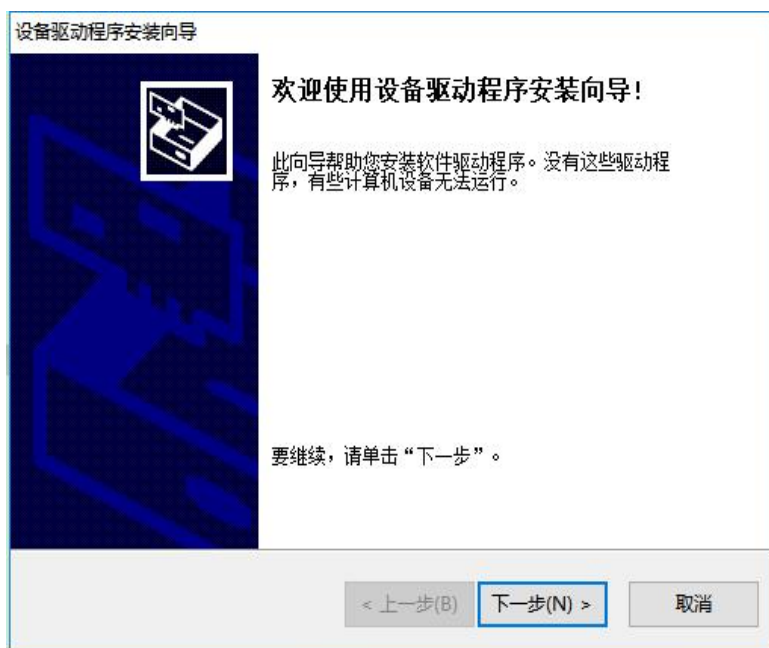 设备驱动程序安装向导
欢迎使用设备驱动程序安装向导!
此向导帮助您安装软件驱动程序。没有这些驱动程
序，有些计算机设备无法运行。
要继续，请单击“下一步”。
< 上一步(B)
下一步(N) >
取消